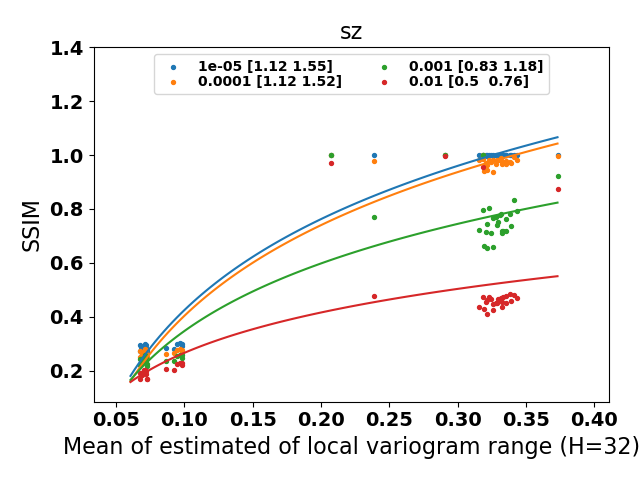 sz
1.4
1.2
1.0
0.8
0.6
0.4
0.2
SSIM
1e-05 [1.12 1.55]
0.0001 [1.12 1.52]
0.001 [0.83 1.18]
0.01 [0.5  0.76]
0.05 0.10 0.15 0.20 0.25 0.30 0.35 0.40
Mean of estimated of local variogram range (H=32)